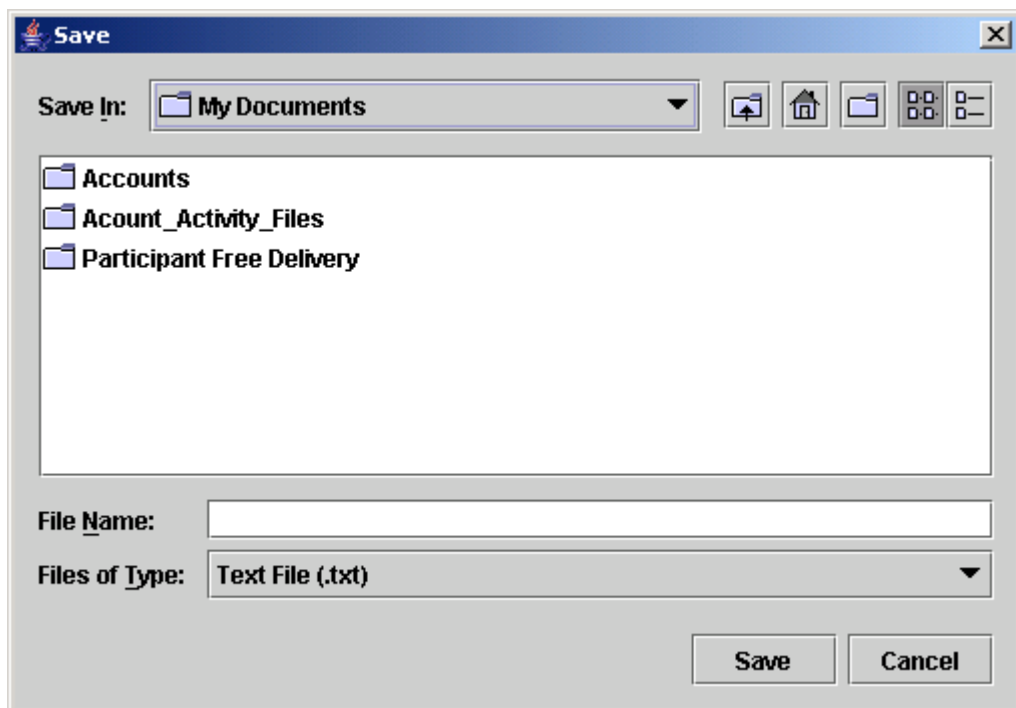 Save
Save In: My Documents
Accounts
Acount_Activity_Files
Participant Free Delivery
File Name:
Files of Type: Text File (.txt)
Save Cancel